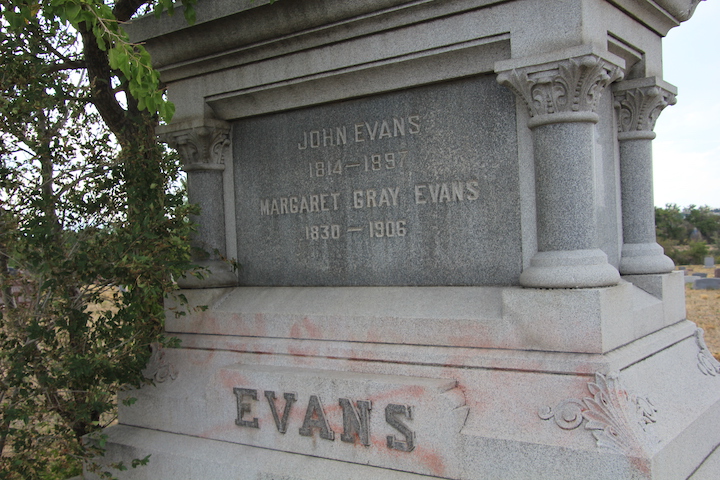 JOHN EVANS
1814–1897
MARGARET GRAY EVANS
1830 – 1906
EVANS